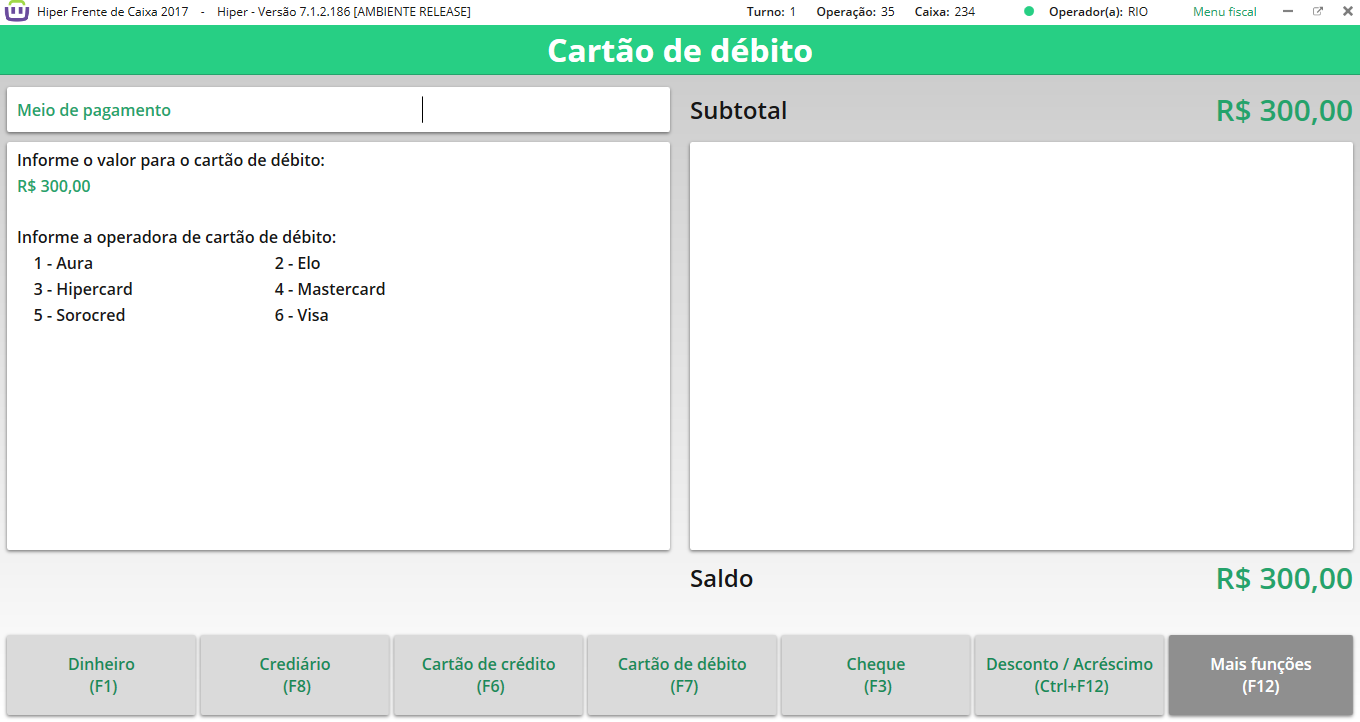 Hiper Frente de Caixa 2017 - Hiper - Versão 7.1.2.186 [AMBIENTE RELEASE] Turno: 1 Operação: 35 Caixa: 234 Operador(a): RIO Menu fiscal
Cartão de débito
Meio de pagamento
Subtotal R$ 300,00
Informe o valor para o cartão de débito:
R$ 300,00
Informe a operadora de cartão de débito:
1 - Aura 2 - Elo
3 - Hipercard 4 - Mastercard
5 - Sorocred 6 - Visa
Saldo R$ 300,00
Dinheiro
(F1)
Crediário
(F8)
Cartão de crédito
(F6)
Cartão de débito
(F7)
Cheque
(F3)
Desconto / Acréscimo
(Ctrl+F12)
Mais funções
(F12)